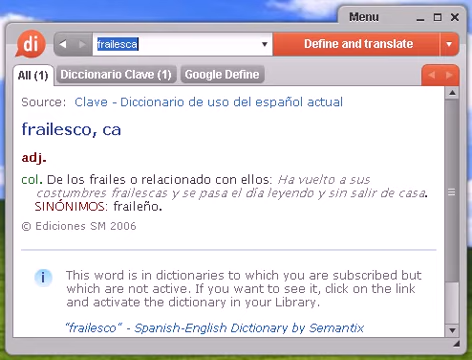 Menu
di
frailesca
Define and translate
All (1)
Diccionario Clave (1)
Google Define
Source: Clave - Diccionario de uso del español actual
frailesco, ca
adj.
col. De los frailes o relacionado con ellos: Ha vuelto a sus
costumbres frailescas y se pasa el día leyendo y sin salir de casa.
SINÓNIMOS: fraileño.
© Ediciones SM 2006
i
This word is in dictionaries to which you are subscribed but
which are not active. If you want to see it, click on the link
and activate the dictionary in your Library.
"frailesco" - Spanish-English Dictionary by Semantix